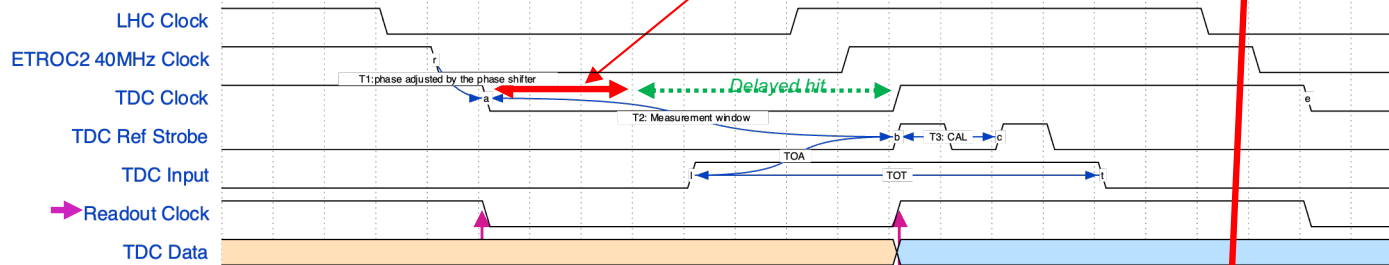 LHC Clock
ETROC2 40MHz Clock
r
T1:phase adjusted by the phase shifter
TDC Clock
a
Delayed hit
e
T2: Measurement window
TDC Ref Strobe
b
T3: CAL
c
TOA
TDC Input
l
TOT
t
Readout Clock
TDC Data